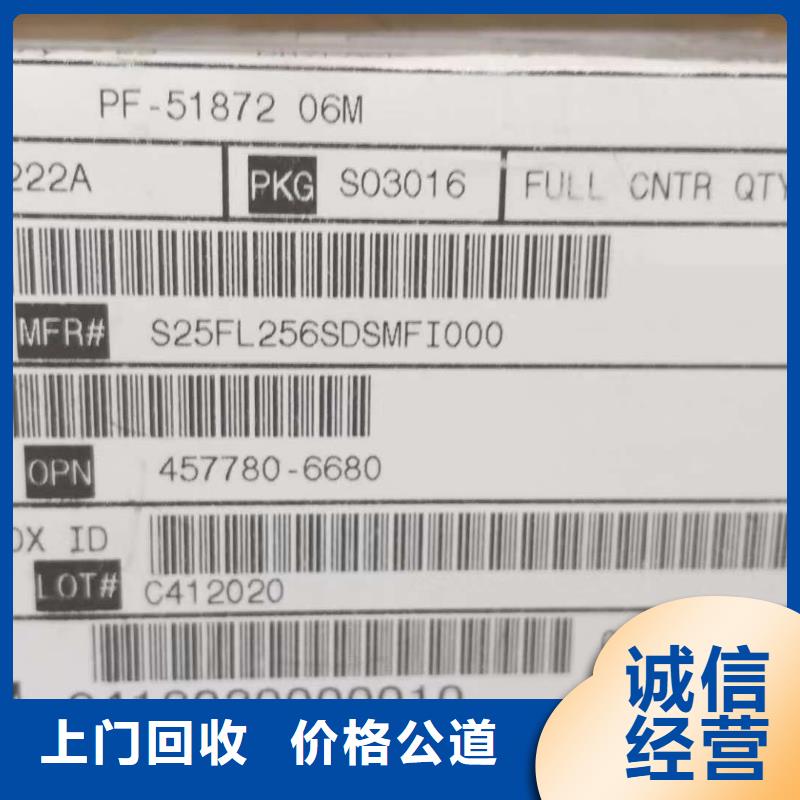 PF-51872 06M
222A PKG S03016 FULL CNTR QTY
MFR# S25FL256SDSMFI000
OPN 457780-6680
ID
LOT# C412020
诚信
经营
上门回收 价格公道